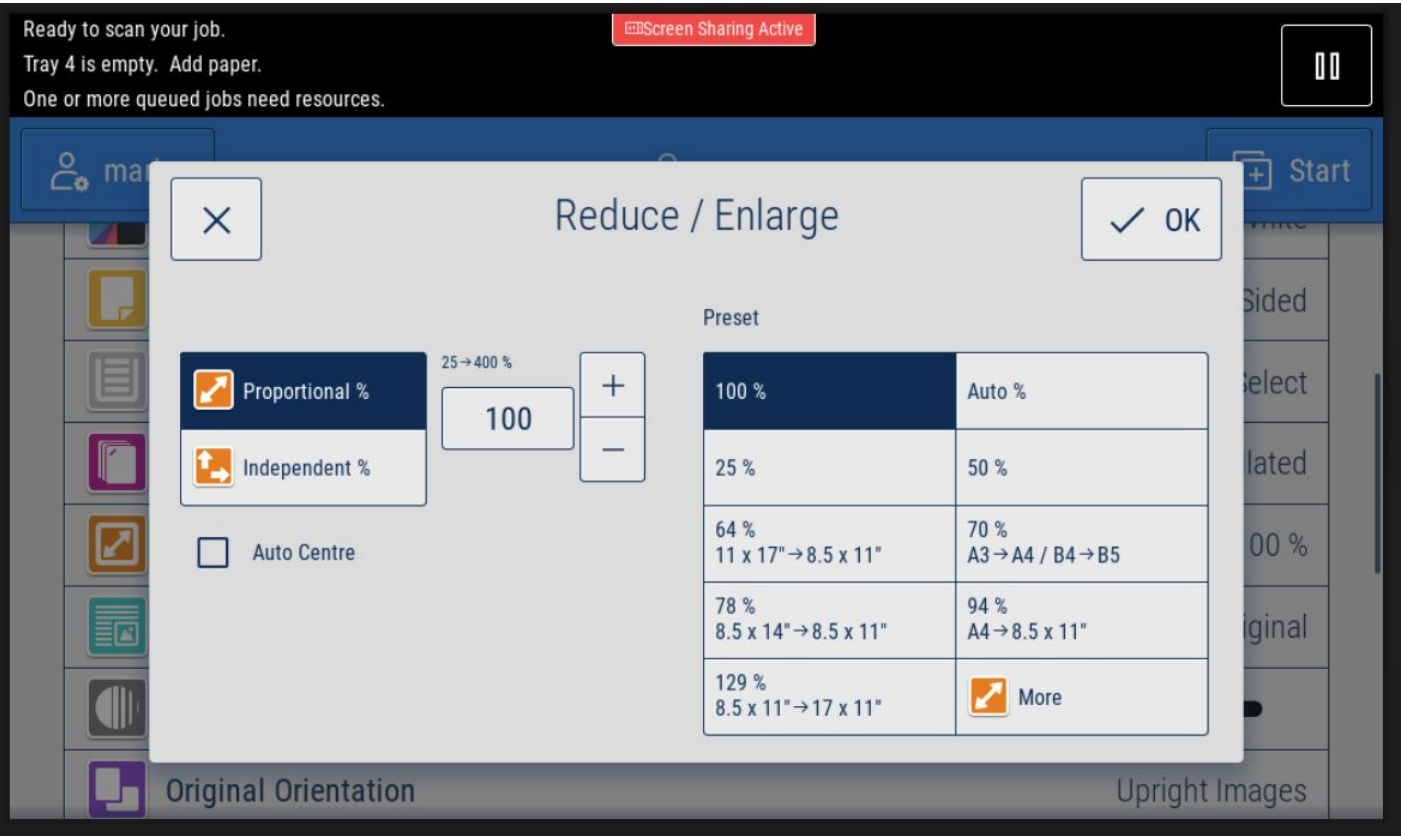 Ready to scan your job.
Screen Sharing Active
Tray 4 is empty. Add paper.
One or more queued jobs need resources.
Start
Reduce / Enlarge
OK
Sided
Preset
25→400 %
Proportional %
100
+
−
100 %
Auto %
Independent %
25 %
50 %
Auto Centre
64 %
11 x 17"→8.5 x 11"
70 %
A3→A4 / B4→B5
00 %
78 %
8.5 x 14"→8.5 x 11"
94 %
A4→8.5 x 11"
129 %
8.5 x 11"→17 x 11"
More
Original Orientation
Upright Images